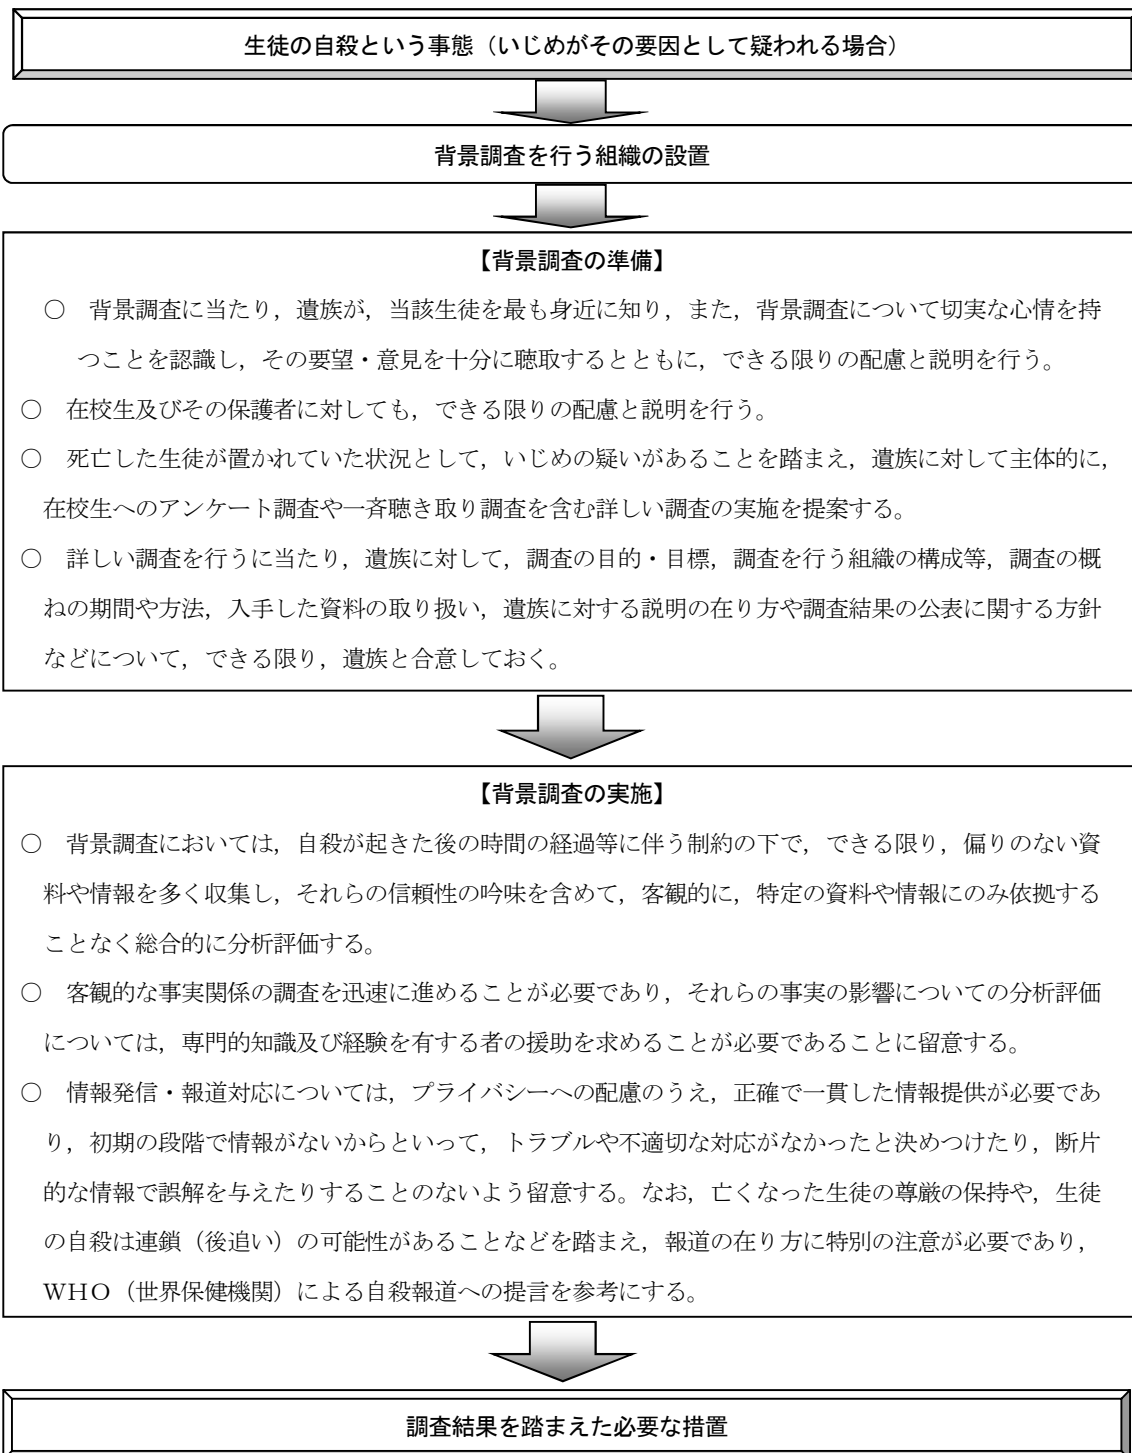 生徒の自殺という事態（いじめがその要因として疑われる場合）
背景調査を行う組織の設置
【背景調査の準備】
○　背景調査に当たり，遺族が，当該生徒を最も身近に知り，また，背景調査について切実な心情を持
つことを認識し，その要望・意見を十分に聴取するとともに，できる限りの配慮と説明を行う。
○　在校生及びその保護者に対しても，できる限りの配慮と説明を行う。
○　死亡した生徒が置かれていた状況として，いじめの疑いがあることを踏まえ，遺族に対して主体的に，
在校生へのアンケート調査や一斉聴き取り調査を含む詳しい調査の実施を提案する。
○　詳しい調査を行うに当たり，遺族に対して，調査の目的・目標，調査を行う組織の構成等，調査の概
ねの期間や方法，入手した資料の取り扱い，遺族に対する説明の在り方や調査結果の公表に関する方針
などについて，できる限り，遺族と合意しておく。
【背景調査の実施】
○　背景調査においては，自殺が起きた後の時間の経過等に伴う制約の下で，できる限り，偏りのない資
料や情報を多く収集し，それらの信頼性の吟味を含めて，客観的に，特定の資料や情報にのみ依拠する
ことなく総合的に分析評価する。
○　客観的な事実関係の調査を迅速に進めることが必要であり，それらの事実の影響についての分析評価
については，専門的知識及び経験を有する者の援助を求めることが必要であることに留意する。
○　情報発信・報道対応については，プライバシーへの配慮のうえ，正確で一貫した情報提供が必要であ
り，初期の段階で情報がないからといって，トラブルや不適切な対応がなかったと決めつけたり，断片
的な情報で誤解を与えたりすることのないよう留意する。なお，亡くなった生徒の尊厳の保持や，生徒
の自殺は連鎖（後追い）の可能性があることなどを踏まえ，報道の在り方に特別の注意が必要であり，
ＷＨＯ（世界保健機関）による自殺報道への提言を参考にする。
調査結果を踏まえた必要な措置